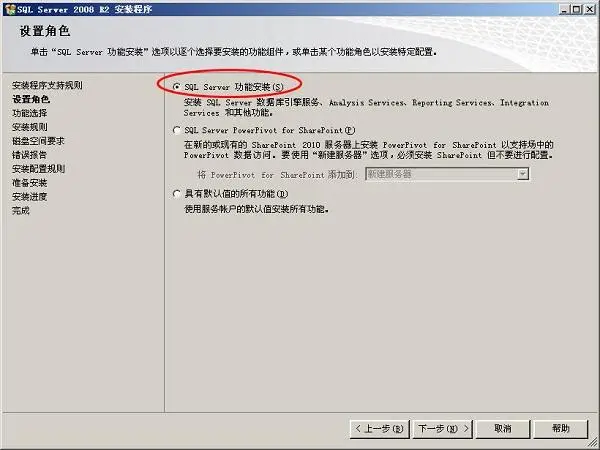 SQL Server 2008 R2 安装程序
设置角色
单击“SQL Server 功能安装”选项以逐个选择要安装的功能组件，或单击某个功能角色以安装特定配置。
安装程序支持规则
设置角色
功能选择
安装规则
磁盘空间要求
错误报告
安装配置规则
准备安装
安装进度
完成
SQL Server 功能安装(S)
安装 SQL Server 数据库引擎服务、Analysis Services、Reporting Services、Integration
Services 和其他功能。
SQL Server PowerPivot for SharePoint(P)
在新的或现有的 SharePoint 2010 服务器上安装 PowerPivot for SharePoint 以支持场中的
PowerPivot 数据访问。要使用“新建服务器”选项，必须安装 SharePoint 但不要进行配置。
将 PowerPivot for SharePoint 添加到:
新建服务器
具有默认值的所有功能(D)
使用服务帐户的默认值安装所有功能。
< 上一步(B)
下一步(N) >
取消
帮助